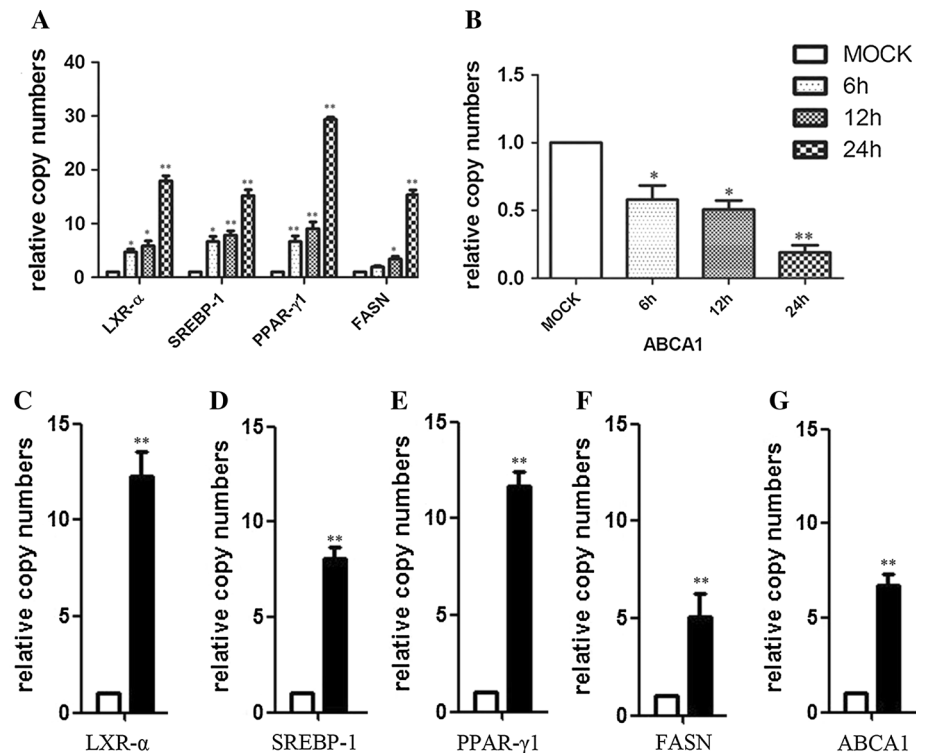 A
relative copy numbers
40
30
20
10
0
* * **
* ** **
** ** **
* **
LXR-α
SREBP-1
PPAR-γ1
FASN
B
relative copy numbers
1.5
1.0
0.5
0.0
*
*
**
MOCK
6h
12h
24h
ABCA1
MOCK
6h
12h
24h
C
relative copy numbers
15
10
5
0
**
LXR-α
D
relative copy numbers
15
10
5
0
**
SREBP-1
E
relative copy numbers
15
10
5
0
**
PPAR-γ1
F
relative copy numbers
15
10
5
0
**
FASN
G
relative copy numbers
15
10
5
0
**
ABCA1